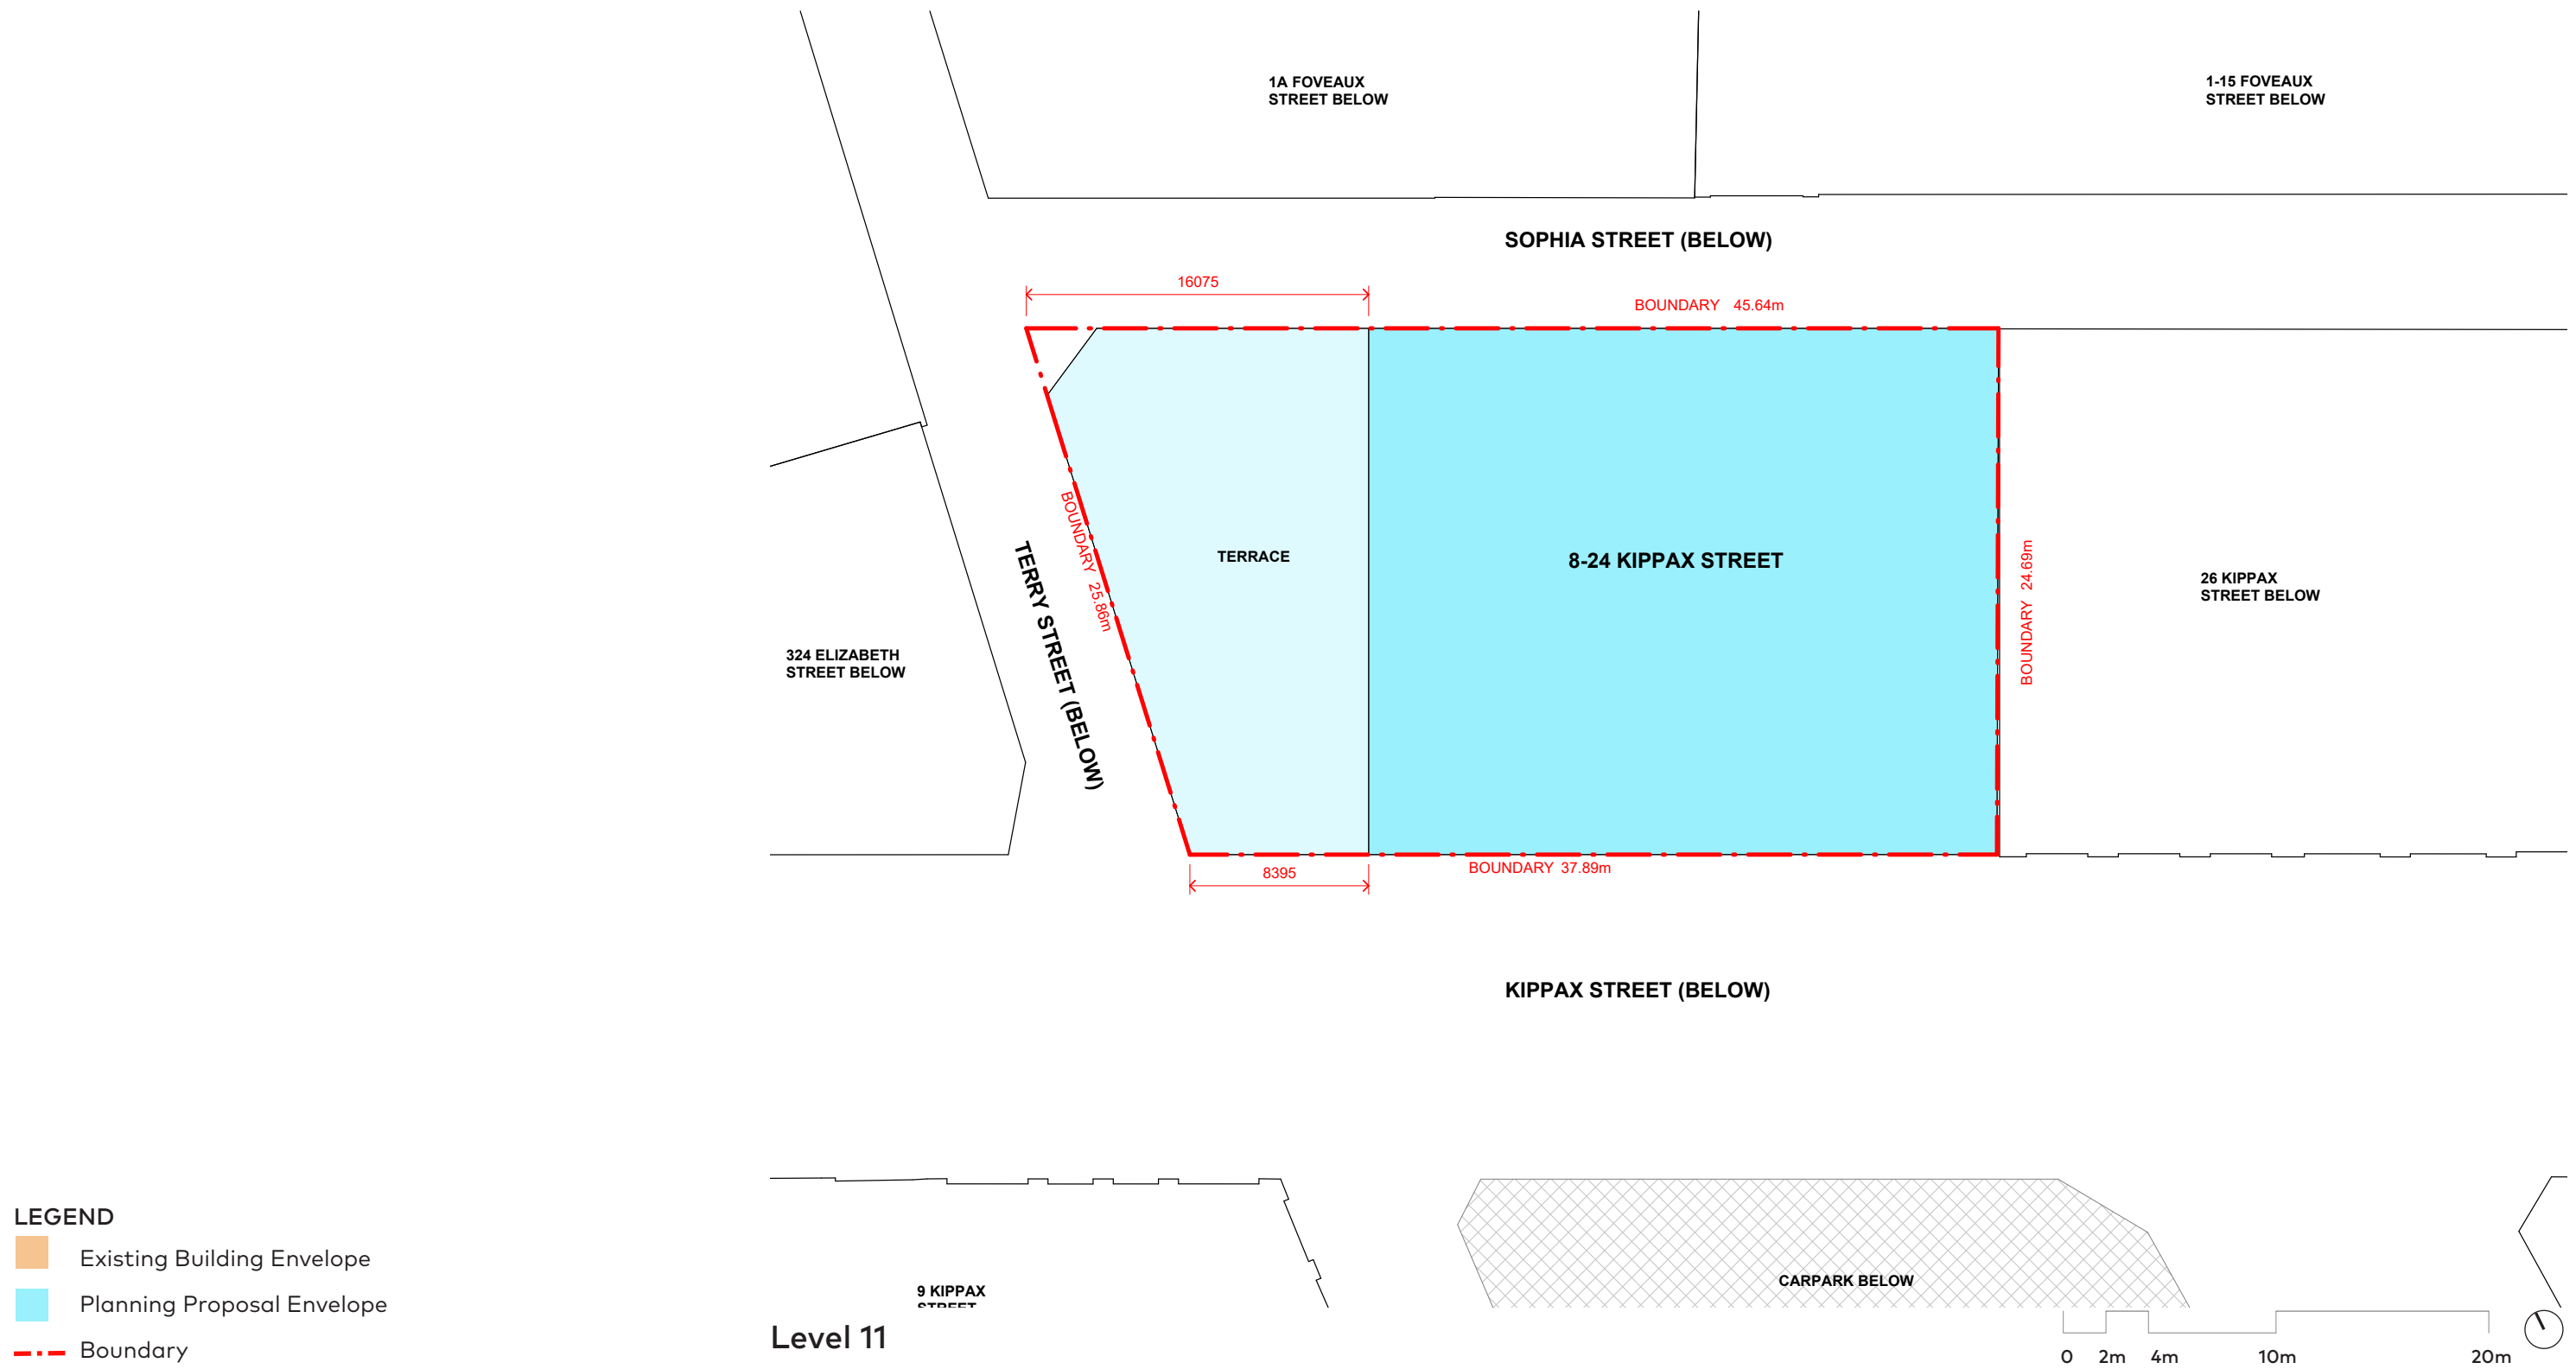 1A FOVEAUX
STREET BELOW
1-15 FOVEAUX
STREET BELOW
SOPHIA STREET (BELOW)
16075
BOUNDARY 45.64m
BOUNDARY 25.86m
TERRY STREET (BELOW)
TERRACE
8-24 KIPPAX STREET
BOUNDARY 24.69m
26 KIPPAX
STREET BELOW
324 ELIZABETH
STREET BELOW
8395
BOUNDARY 37.89m
KIPPAX STREET (BELOW)
9 KIPPAX
STREET
CARPARK BELOW
LEGEND
Existing Building Envelope
Planning Proposal Envelope
Boundary
Level 11
0 2m 4m 10m 20m